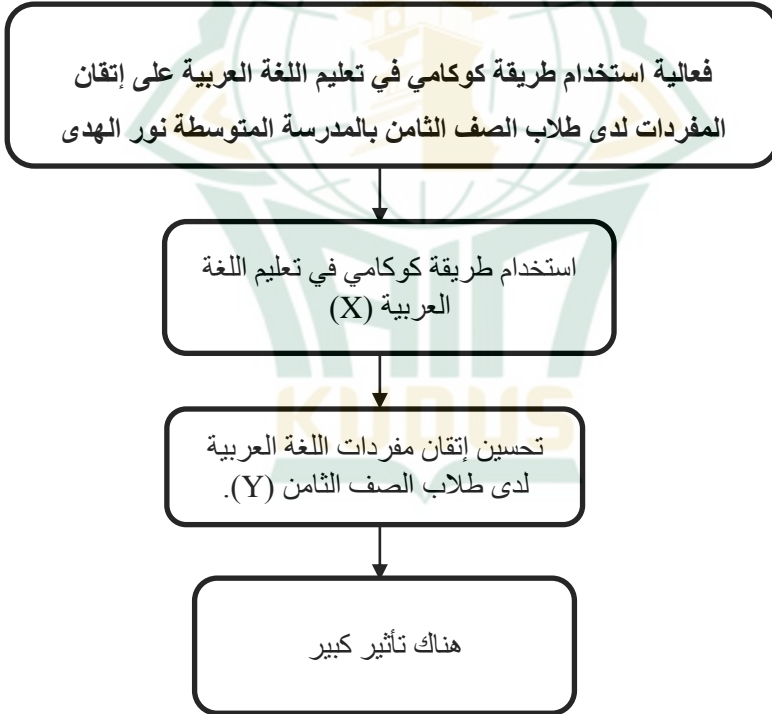 فعالية استخدام طريقة كوكامي في تعليم اللغة العربية على إتقان
المفردات لدى طلاب الصف الثامن بالمدرسة المتوسطة نور الهدى
استخدام طريقة كوكامي في تعليم اللغة
العربية (X)
تحسين إتقان مفردات اللغة العربية
لدى طلاب الصف الثامن (Y).
هناك تأثير كبير
KUDUS